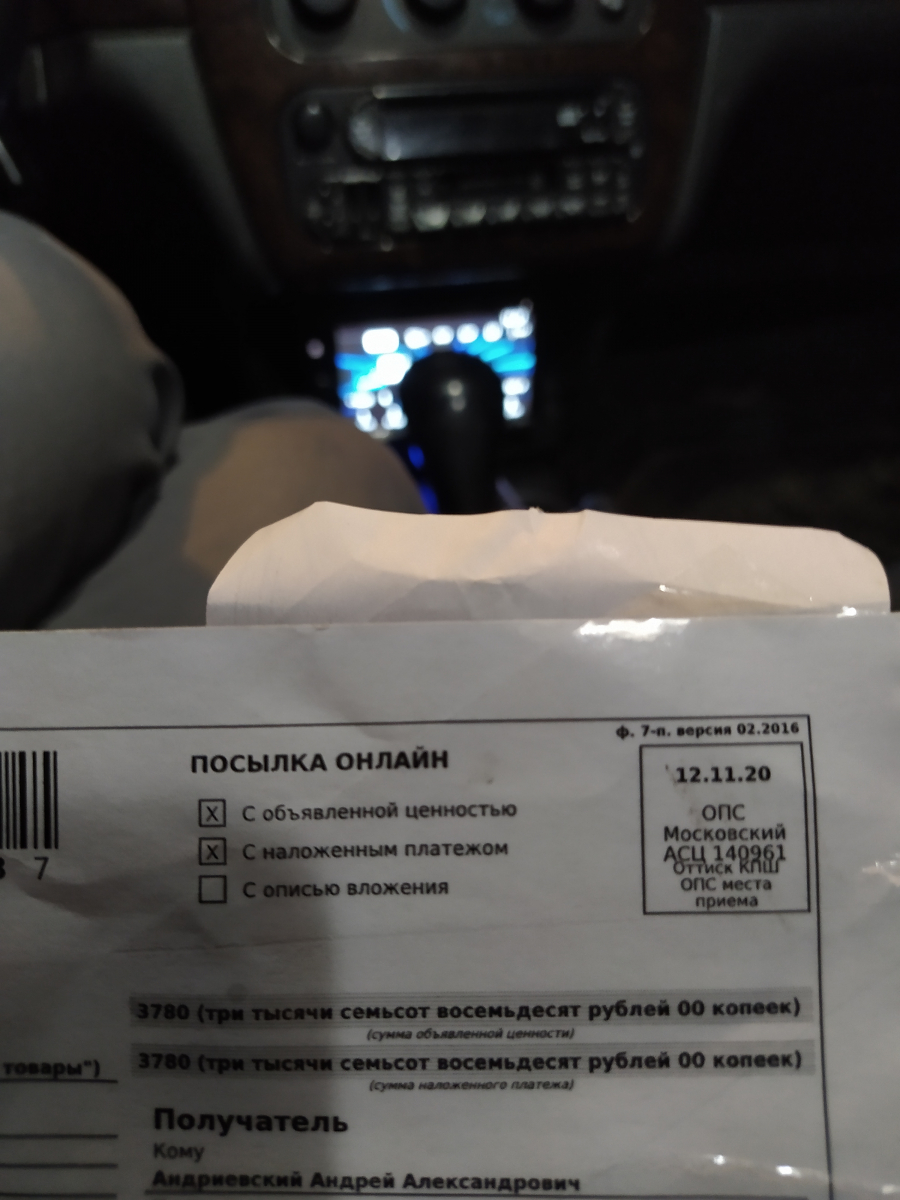 ф. 7-п. версия 02.2016
ПОСЫЛКА ОНЛАЙН
12.11.20
X С объявленной ценностью
ОПС
Московский
X С наложенным платежом
АСЦ 140961
Оттиск КПШ
7
С описью вложения
ОПС места
приема
3780 (три тысячи семьсот восемьдесят рублей 00 копеек)
(сумма объявленной ценности)
товары") 3780 (три тысячи семьсот восемьдесят рублей 00 копеек)
(сумма наложенного платежа)
Получатель
Кому
Андриевский Андрей Александрович